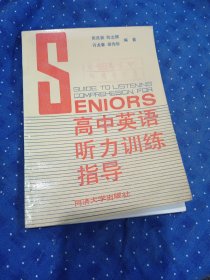 编著
SENIORS
GUIDE TO LISTENING
COMPREHESION FOR
高中英语
听力训练
指导
同济大学出版社